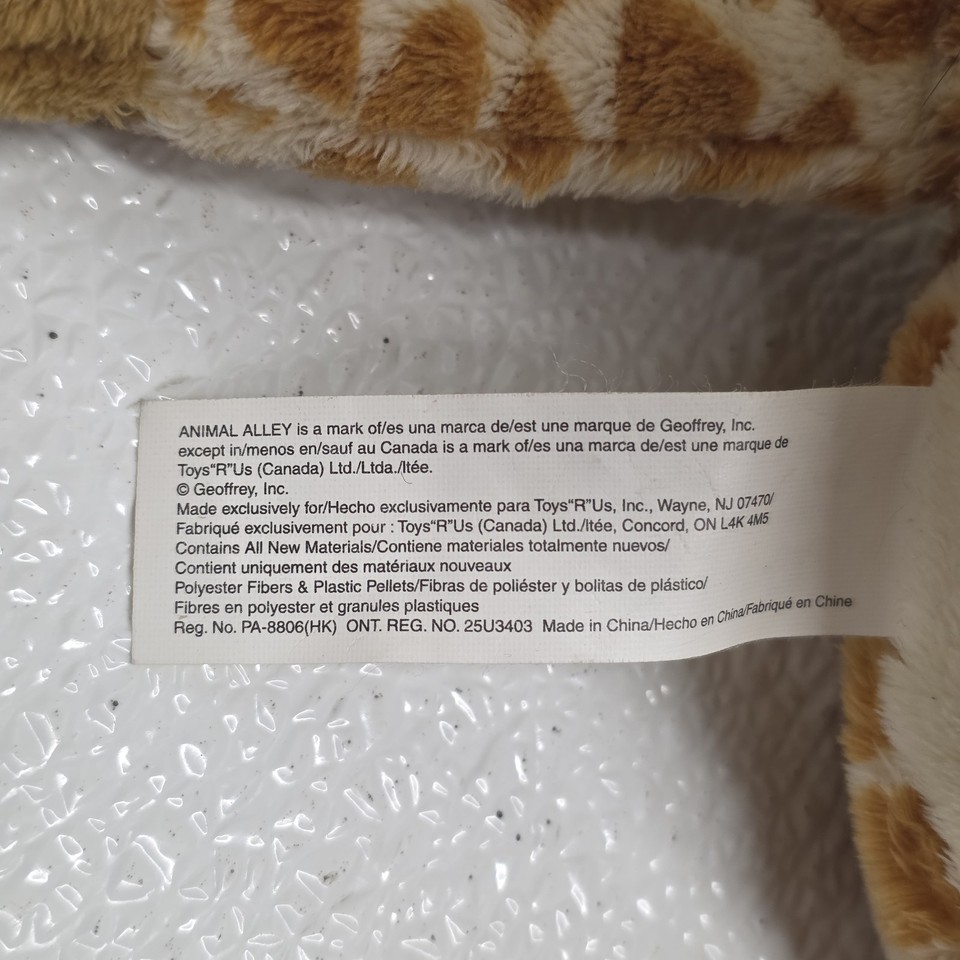 ANIMAL ALLEY is a mark of/es una marca de/est une marque de Geoffrey, Inc.
except in/menos en/sauf au Canada is a mark of/es una marca de/est une marque de
Toys"R"Us (Canada) Ltd./Ltda./ltée.
© Geoffrey, Inc.
Made exclusively for/Hecho exclusivamente para Toys"R"Us, Inc., Wayne, NJ 07470/
Fabriqué exclusivement pour : Toys"R"Us (Canada) Ltd./ltée, Concord, ON L4K 4M5
Contains All New Materials/Contiene materiales totalmente nuevos/
Contient uniquement des matériaux nouveaux
Polyester Fibers & Plastic Pellets/Fibras de poliéster y bolitas de plástico/
Fibres en polyester et granules plastiques
Reg. No. PA-8806(HK) ONT. REG. NO. 25U3403 Made in China/Hecho en China/Fabriqué en Chine